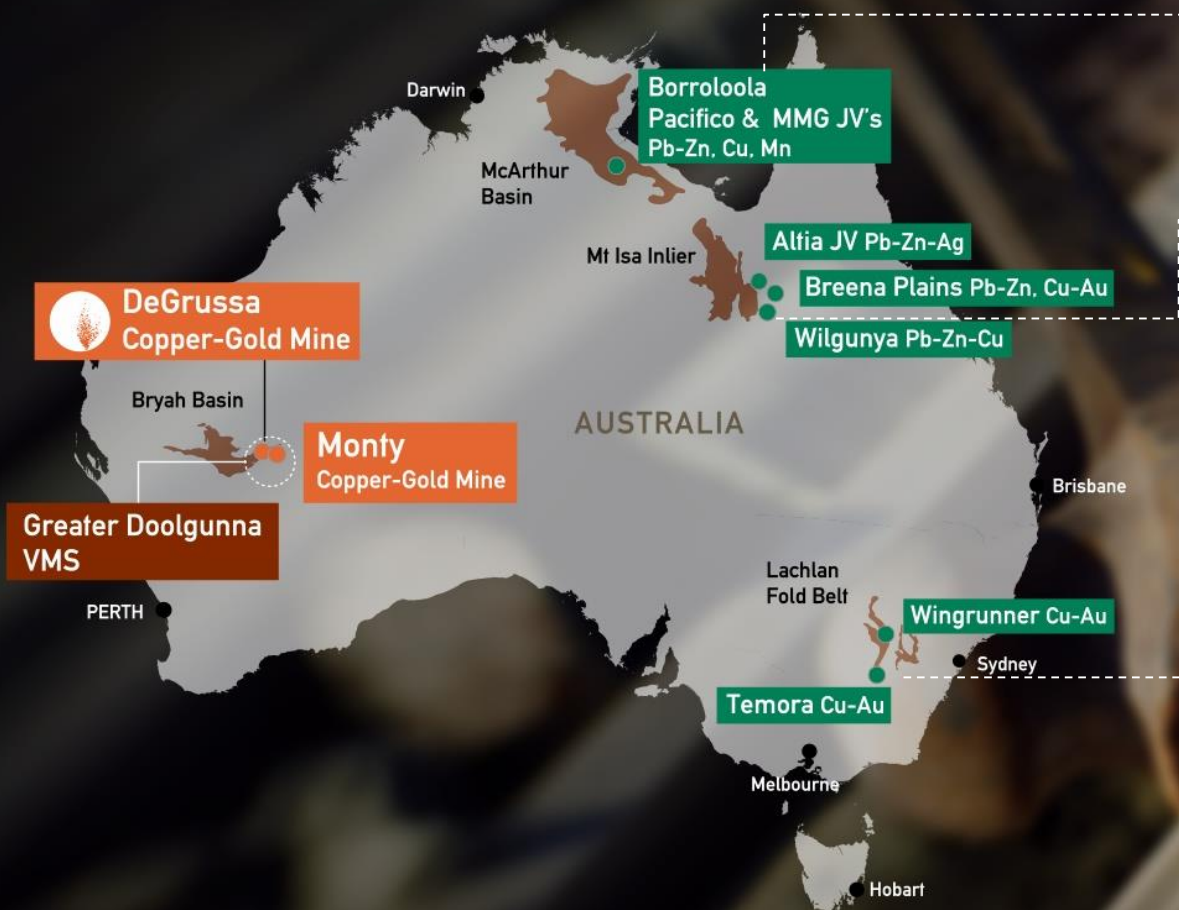 Darwin
Borroloola
Pacifico & MMG JV's
Pb-Zn, Cu, Mn
McArthur
Basin
Mt Isa Inlier
Altia JV Pb-Zn-Ag
Breena Plains Pb-Zn, Cu-Au
Wilgunya Pb-Zn-Cu
DeGrussa
Copper-Gold Mine
Bryah Basin
AUSTRALIA
Monty
Copper-Gold Mine
Brisbane
Greater Doolgunna
VMS
PERTH
Lachlan
Fold Belt
Wingrunner Cu-Au
Sydney
Temora Cu-Au
Melbourne
Hobart